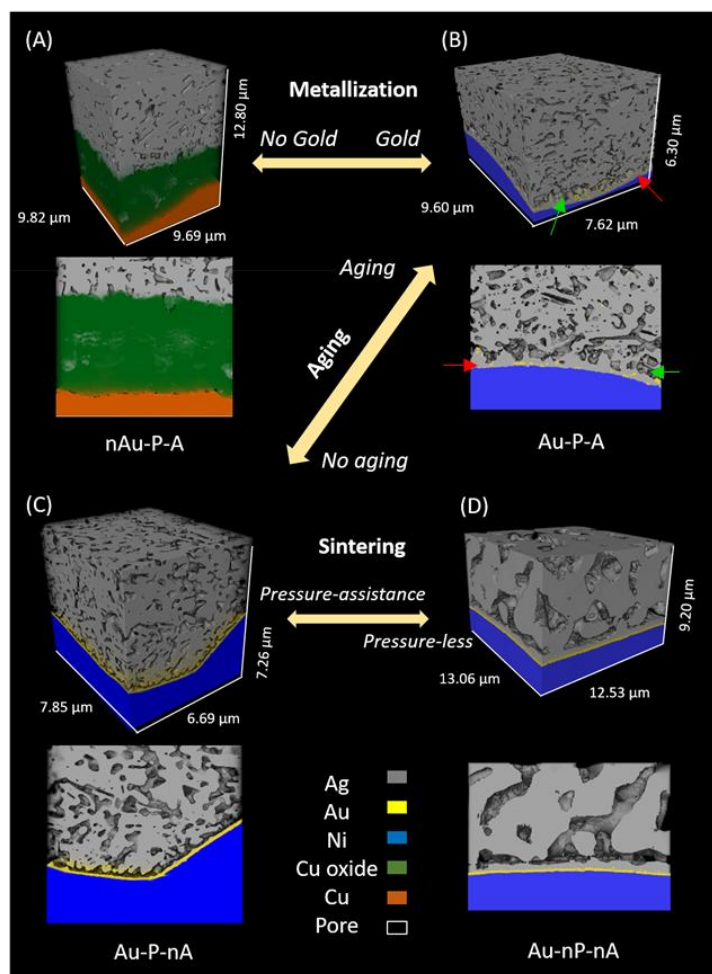 (A)
(B)
Metallization
No Gold
Gold
12.80 µm
6.30 µm
9.82 µm
9.69 µm
9.60 µm
7.62 µm
Aging
Aging
No aging
nAu-P-A
Au-P-A
(C)
(D)
Sintering
Pressure-assistance
Pressure-less
7.26 µm
9.20 µm
7.85 µm
6.69 µm
13.06 µm
12.53 µm
Ag
Au
Ni
Cu oxide
Cu
Pore
Au-P-nA
Au-nP-nA